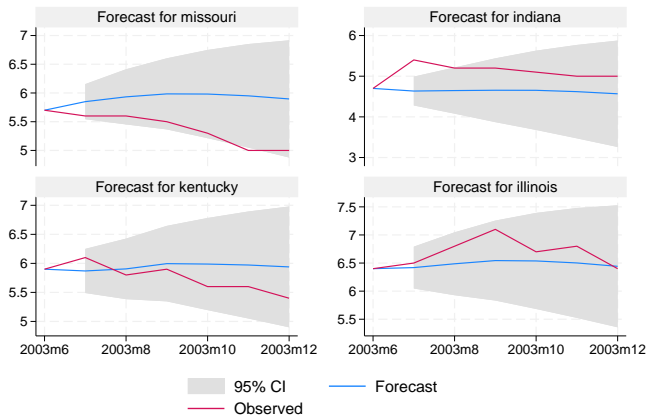 Forecast for missouri
7
6.5
6
5.5
5
Forecast for indiana
6
5
4
3
Forecast for kentucky
7
6.5
6
5.5
5
2003m6 2003m8 2003m10 2003m12
Forecast for illinois
7.5
7
6.5
6
5.5
2003m6 2003m8 2003m10 2003m12
95% CI Forecast
Observed